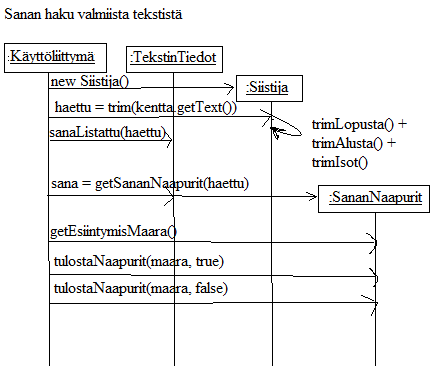 Sanan haku valmiista tekstistä
:Käyttöliittymä
:TekstinTiedot
new Siistija()
:Siistija
haettu = trim(kentta.getText())
trimLopusta() +
sanaListattu(haettu)
trimAlusta() +
trimIsot()
sana = getSananNaapurit(haettu)
:SananNaapurit
getEsiintymisMaara()
tulostaNaapurit(maara, true)
tulostaNaapurit(maara, false)